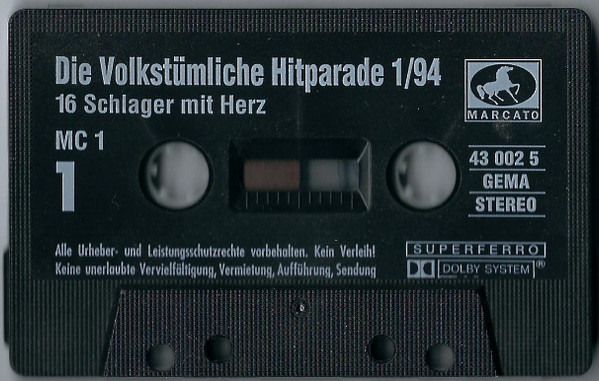 Die Volkstümliche Hitparade 1/94
16 Schlager mit Herz
MC 1
1
MARCATO
43 002 5
GEMA
STEREO
Alle Urheber- und Leistungsschutzrechte vorbehalten. Kein Verleih!
Keine unerlaubte Vervielfältigung, Vermietung, Aufführung, Sendung
SUPERFERRO
DOLBY SYSTEM®